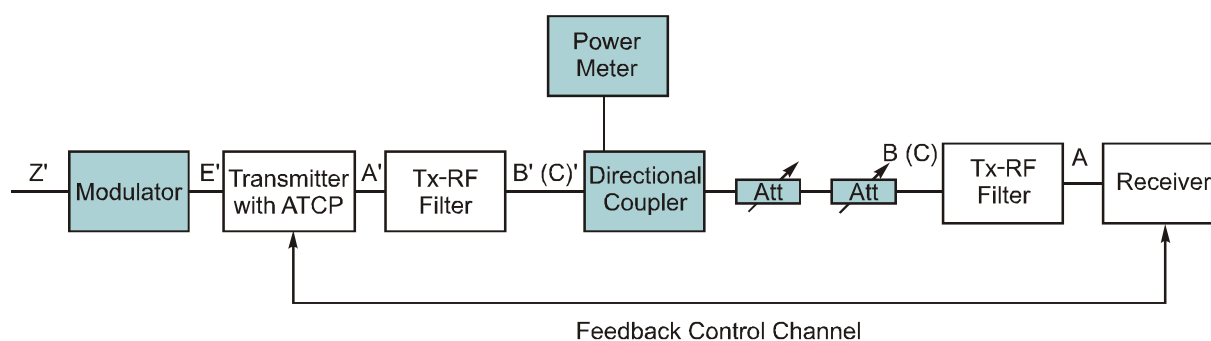 Power
Meter
Z'
Modulator
E'
Transmitter
with ATCP
A'
Tx-RF
Filter
B' (C)'
Directional
Coupler
Att
Att
B (C)
Tx-RF
Filter
A
Receiver
Feedback Control Channel